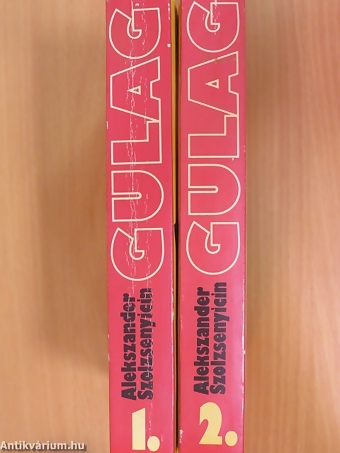 GULAG
Alekszander
Szolzsenyicin
1.
GULAG
Alekszander
Szolzsenyicin
2.
Antikvárium.hu